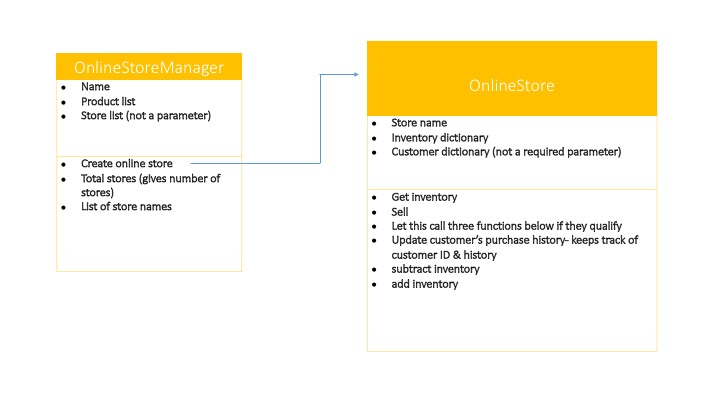 OnlineStoreManager
• Name
• Product list
• Store list (not a parameter)
• Create online store
• Total stores (gives number of
stores)
• List of store names
OnlineStore
• Store name
• Inventory dictionary
• Customer dictionary (not a required parameter)
• Get inventory
• Sell
• Let this call three functions below if they qualify
• Update customer's purchase history- keeps track of
customer ID & history
• subtract inventory
• add inventory